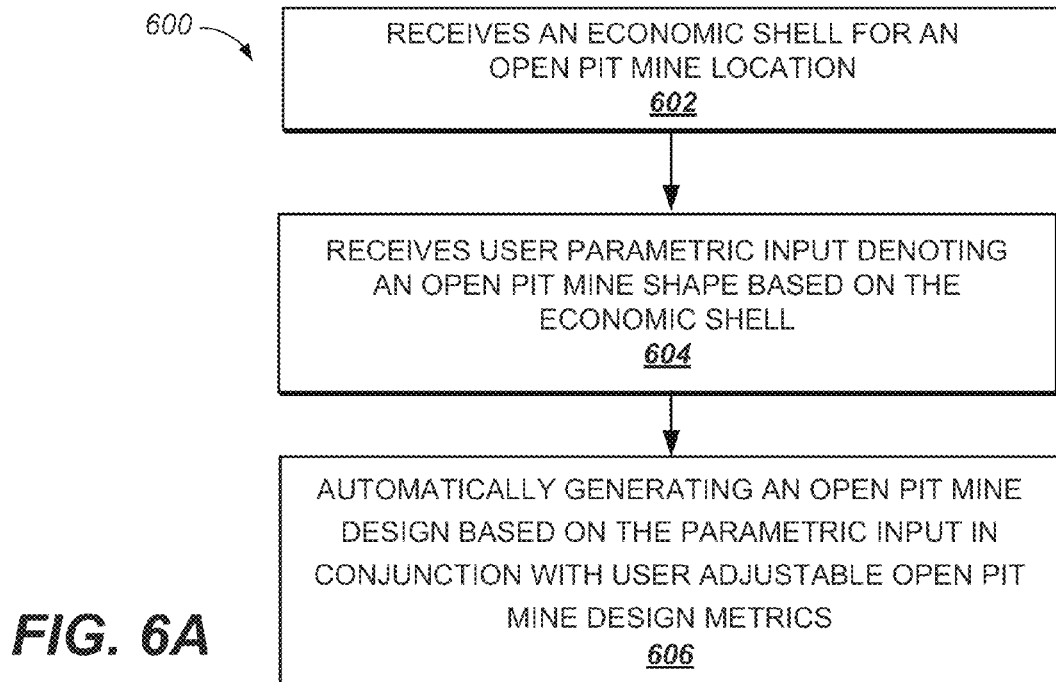 600
RECEIVES AN ECONOMIC SHELL FOR AN
OPEN PIT MINE LOCATION
602
RECEIVES USER PARAMETRIC INPUT DENOTING
AN OPEN PIT MINE SHAPE BASED ON THE
ECONOMIC SHELL
604
AUTOMATICALLY GENERATING AN OPEN PIT MINE
DESIGN BASED ON THE PARAMETRIC INPUT IN
CONJUNCTION WITH USER ADJUSTABLE OPEN PIT
MINE DESIGN METRICS
606
FIG. 6A